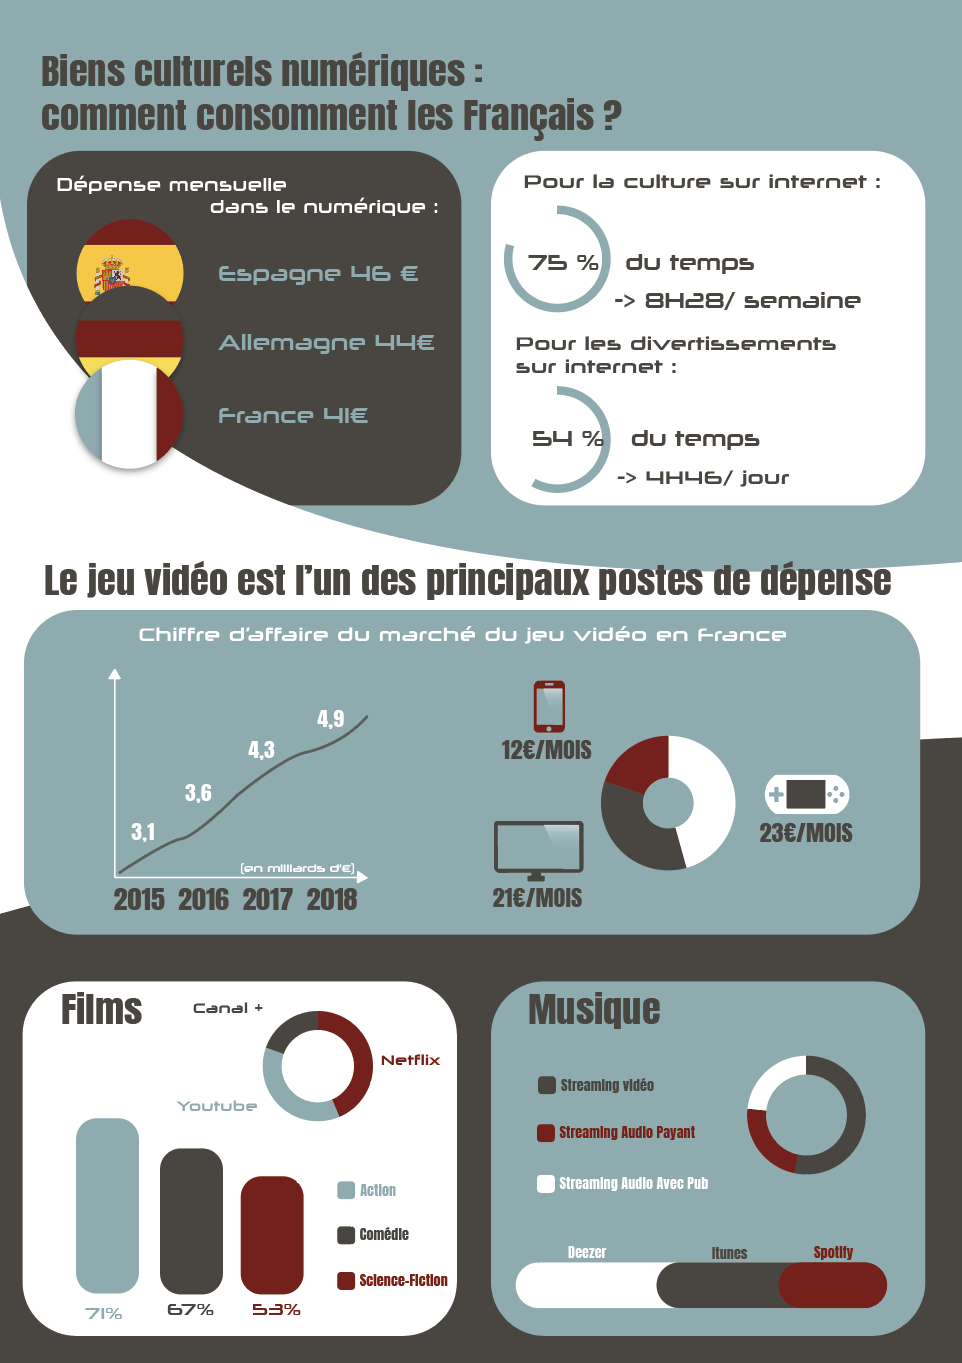 Biens culturels numériques :
comment consomment les Français ?
Dépense mensuelle
dans le numérique :
Espagne 46 €
Allemagne 44€
France 41€
Pour la culture sur internet :
75 %
du temps
-> 8H28/ semaine
Pour les divertissements
sur internet :
54 %
du temps
-> 4H46/ jour
Le jeu vidéo est l'un des principaux postes de dépense
Chiffre d'affaire du marché du jeu vidéo en France
3,1
3,6
4,3
4,9
(en milliards d'€)
2015 2016 2017 2018
12€/MOIS
23€/MOIS
21€/MOIS
Films
Canal +
Netflix
Youtube
Action
Comédie
Science-Fiction
71%
67%
53%
Musique
Streaming vidéo
Streaming Audio Payant
Streaming Audio Avec Pub
Deezer
Itunes
Spotify